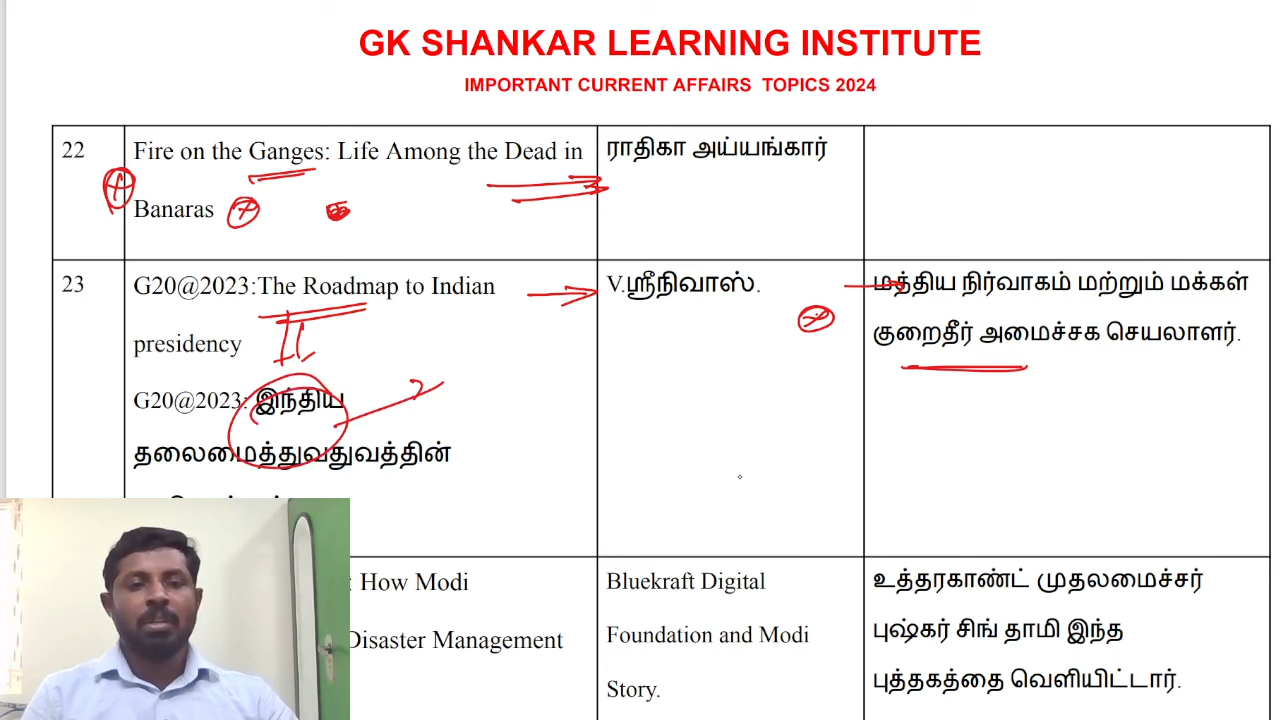 GK SHANKAR LEARNING INSTITUTE
IMPORTANT CURRENT AFFAIRS TOPICS 2024
22
Fire on the Ganges: Life Among the Dead in
Banaras
ராதிகா அய்யங்கார்
23
G20@2023:The Roadmap to Indian
presidency
G20@2023: இந்திய
தலைமைத்துவதுவத்தின்
V.ஸ்ரீநிவாஸ்.
மத்திய நிர்வாகம் மற்றும் மக்கள்
குறைதீர் அமைச்சக செயலாளர்.
: How Modi
Disaster Management
Bluekraft Digital
Foundation and Modi
Story.
உத்தரகாண்ட் முதலமைச்சர்
புஷ்கர் சிங் தாமி இந்த
புத்தகத்தை வெளியிட்டார்.